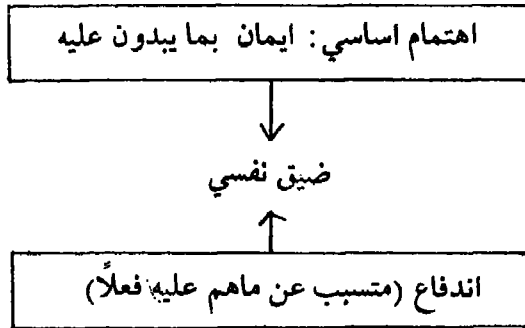 اهتمام اساسي : ايمان بما يبدون عليه
ضيق نفسي
اندفاع (متسبب عن ماهم عليه فعلاً)